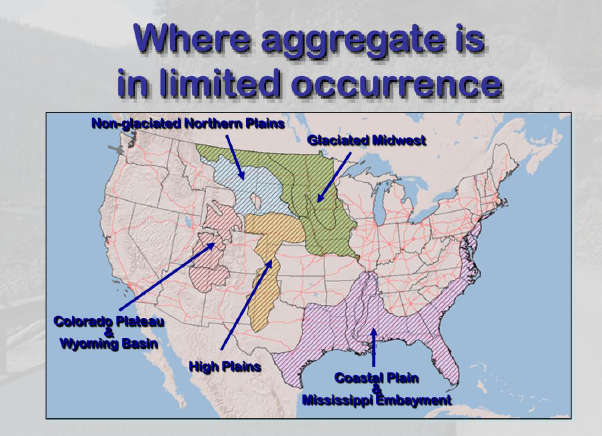 Where aggregate is
in limited occurrence
Non-glaciated Northern Plains
Glaciated Midwest
Colorado Plateau
&
Wyoming Basin
High Plains
Coastal Plain
&
Mississippi Embayment